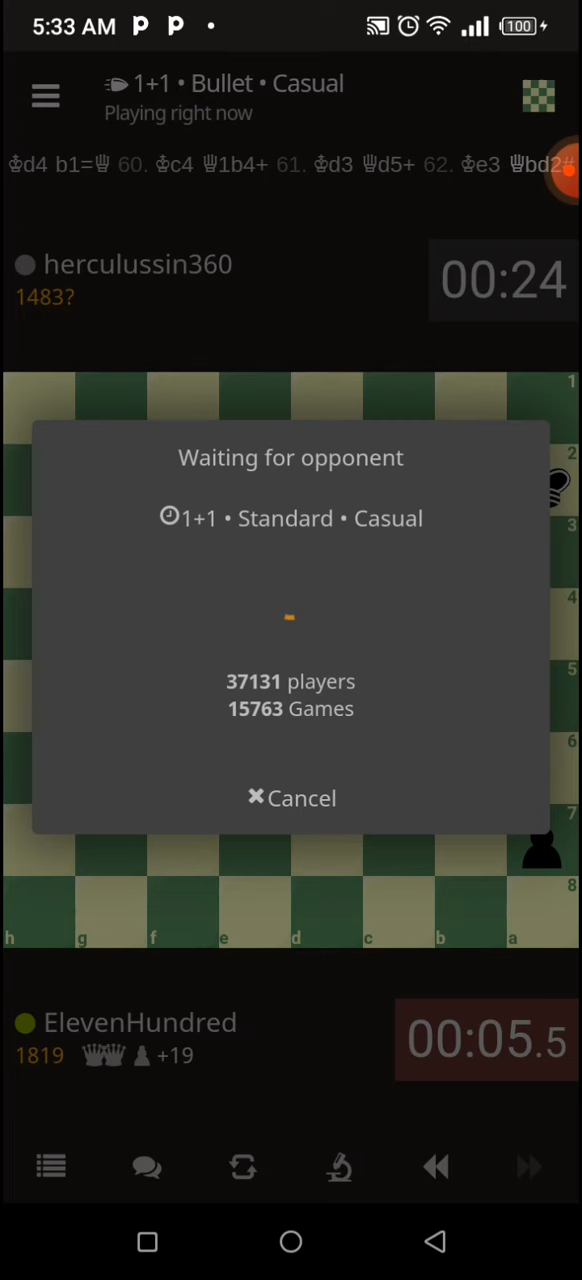 5:33 AM
100
1+1 • Bullet • Casual
Playing right now
♔d4 b1=♕ 60. ♔c4 ♕1b4+ 61. ♔d3 ♕d5+ 62. ♔e3 ♕bd2#
herculussin360
00:24
1483?
1
2
3
4
5
6
7
8
Waiting for opponent
1+1 • Standard • Casual
37131 players
15763 Games
Cancel
h g f e d c b a
ElevenHundred
00:05.5
1819 +19